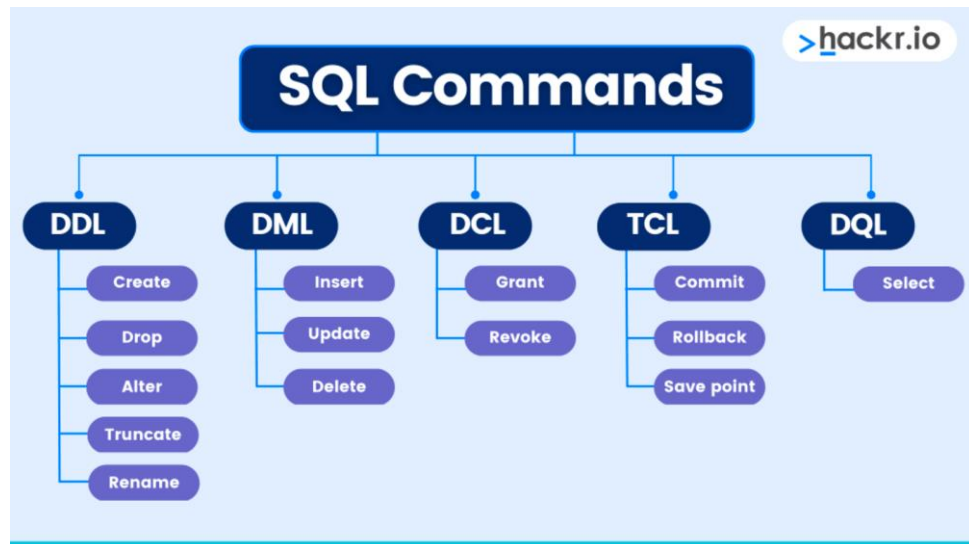 >hackr.io
SQL Commands
DDL
Create
Drop
Alter
Truncate
Rename
DML
Insert
Update
Delete
DCL
Grant
Revoke
TCL
Commit
Rollback
Save point
DQL
Select